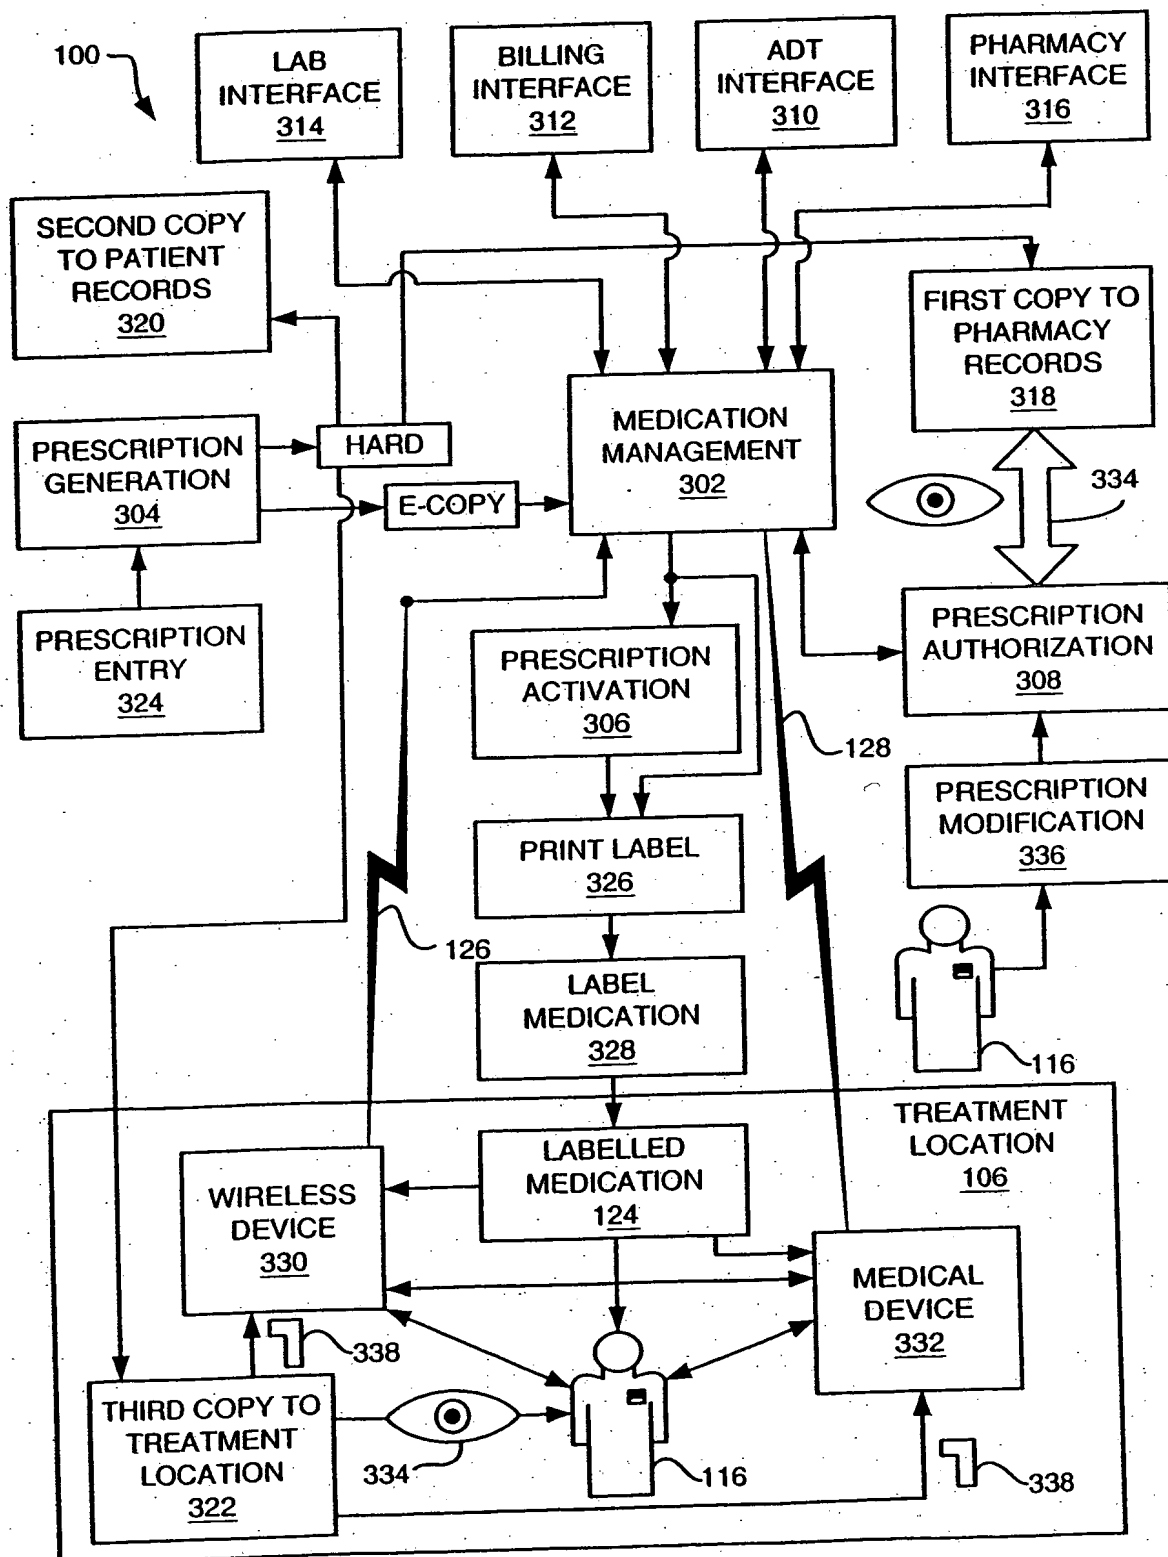 100
LAB
INTERFACE
314
BILLING
INTERFACE
312
ADT
INTERFACE
310
PHARMACY
INTERFACE
316
SECOND COPY
TO PATIENT
RECORDS
320
FIRST COPY TO
PHARMACY
RECORDS
318
PRESCRIPTION
GENERATION
304
HARD
E-COPY
MEDICATION
MANAGEMENT
302
334
PRESCRIPTION
ENTRY
324
PRESCRIPTION
ACTIVATION
306
PRESCRIPTION
AUTHORIZATION
308
128
PRINT LABEL
326
PRESCRIPTION
MODIFICATION
336
126
LABEL
MEDICATION
328
116
TREATMENT
LOCATION
106
LABELLED
MEDICATION
124
WIRELESS
DEVICE
330
MEDICAL
DEVICE
332
338
THIRD COPY TO
TREATMENT
LOCATION
322
334
116
338